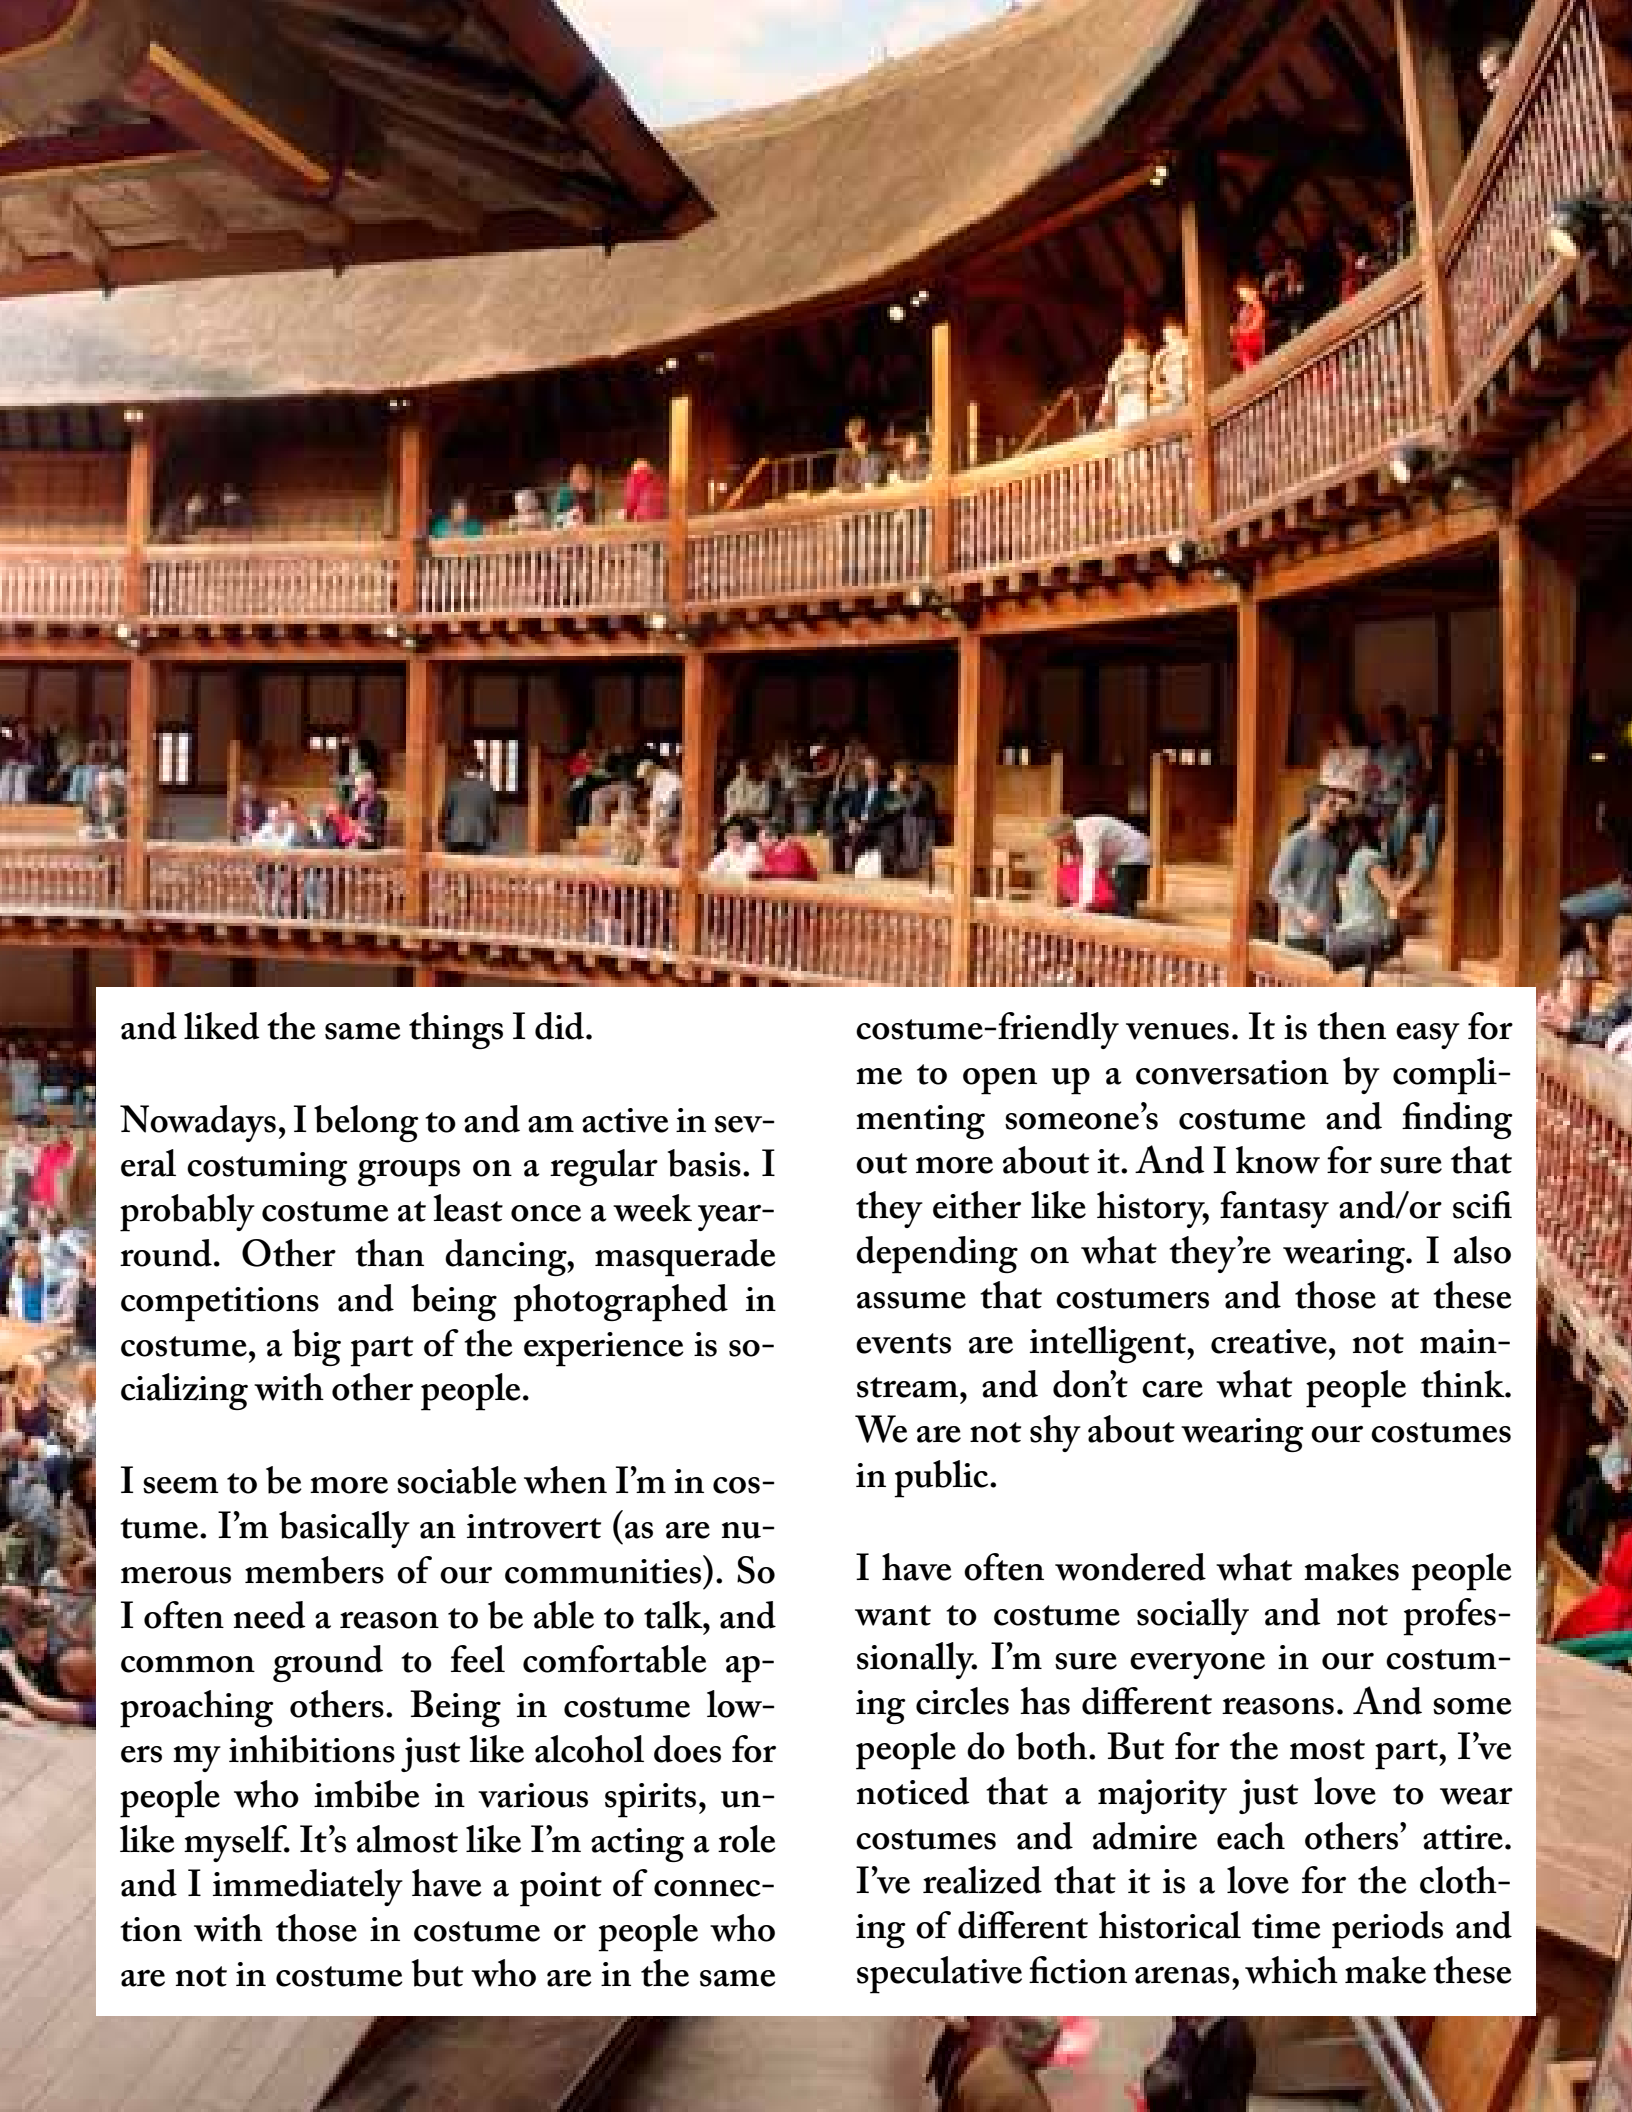 and liked the same things I did.
Nowadays, I belong to and am active in sev-
eral costuming groups on a regular basis. I
probably costume at least once a week year-
round. Other than dancing, masquerade
competitions and being photographed in
costume, a big part of the experience is so-
cializing with other people.
I seem to be more sociable when I'm in cos-
tume. I'm basically an introvert (as are nu-
merous members of our communities). So
I often need a reason to be able to talk, and
common ground to feel comfortable ap-
proaching others. Being in costume low-
ers my inhibitions just like alcohol does for
people who imbibe in various spirits, un-
like myself. It's almost like I'm acting a role
and I immediately have a point of connec-
tion with those in costume or people who
are not in costume but who are in the same
costume-friendly venues. It is then easy for
me to open up a conversation by compli-
menting someone's costume and finding
out more about it. And I know for sure that
they either like history, fantasy and/or scifi
depending on what they're wearing. I also
assume that costumers and those at these
events are intelligent, creative, not main-
stream, and don't care what people think.
We are not shy about wearing our costumes
in public.
I have often wondered what makes people
want to costume socially and not profes-
sionally. I'm sure everyone in our costum-
ing circles has different reasons. And some
people do both. But for the most part, I've
noticed that a majority just love to wear
costumes and admire each others' attire.
I've realized that it is a love for the cloth-
ing of different historical time periods and
speculative fiction arenas, which make these